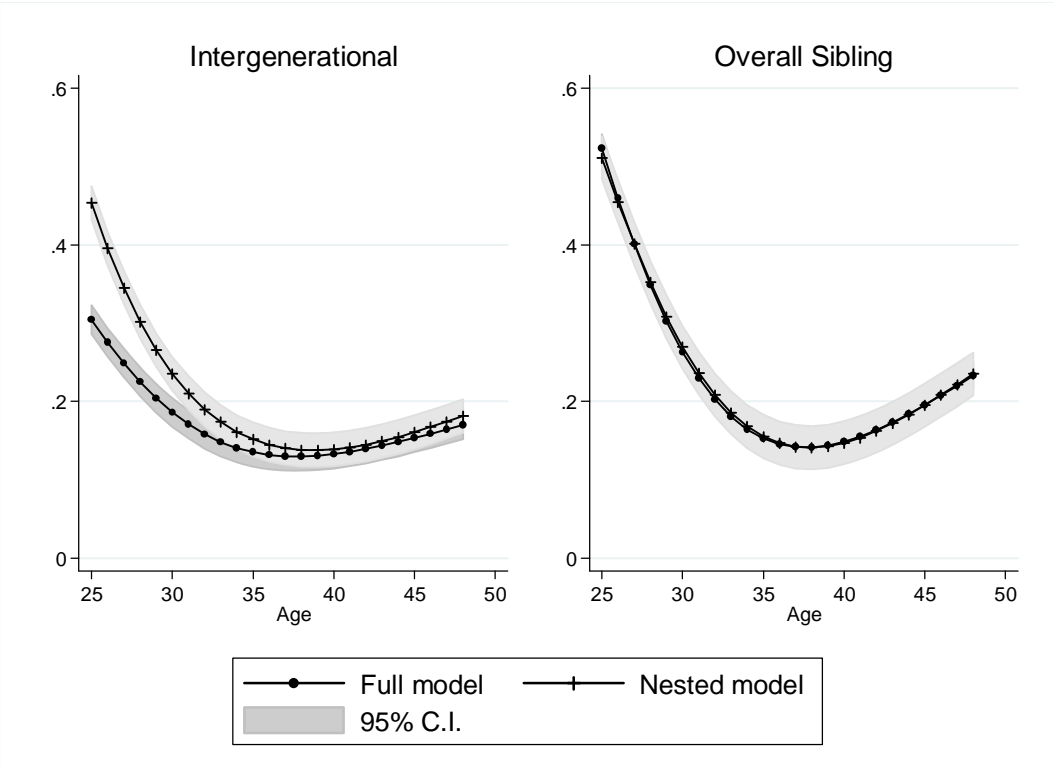 Intergenerational
Overall Sibling
.6
.4
.2
0
25 30 35 40 45 50
Age
.6
.4
.2
0
25 30 35 40 45 50
Age
Full model
Nested model
95% C.I.